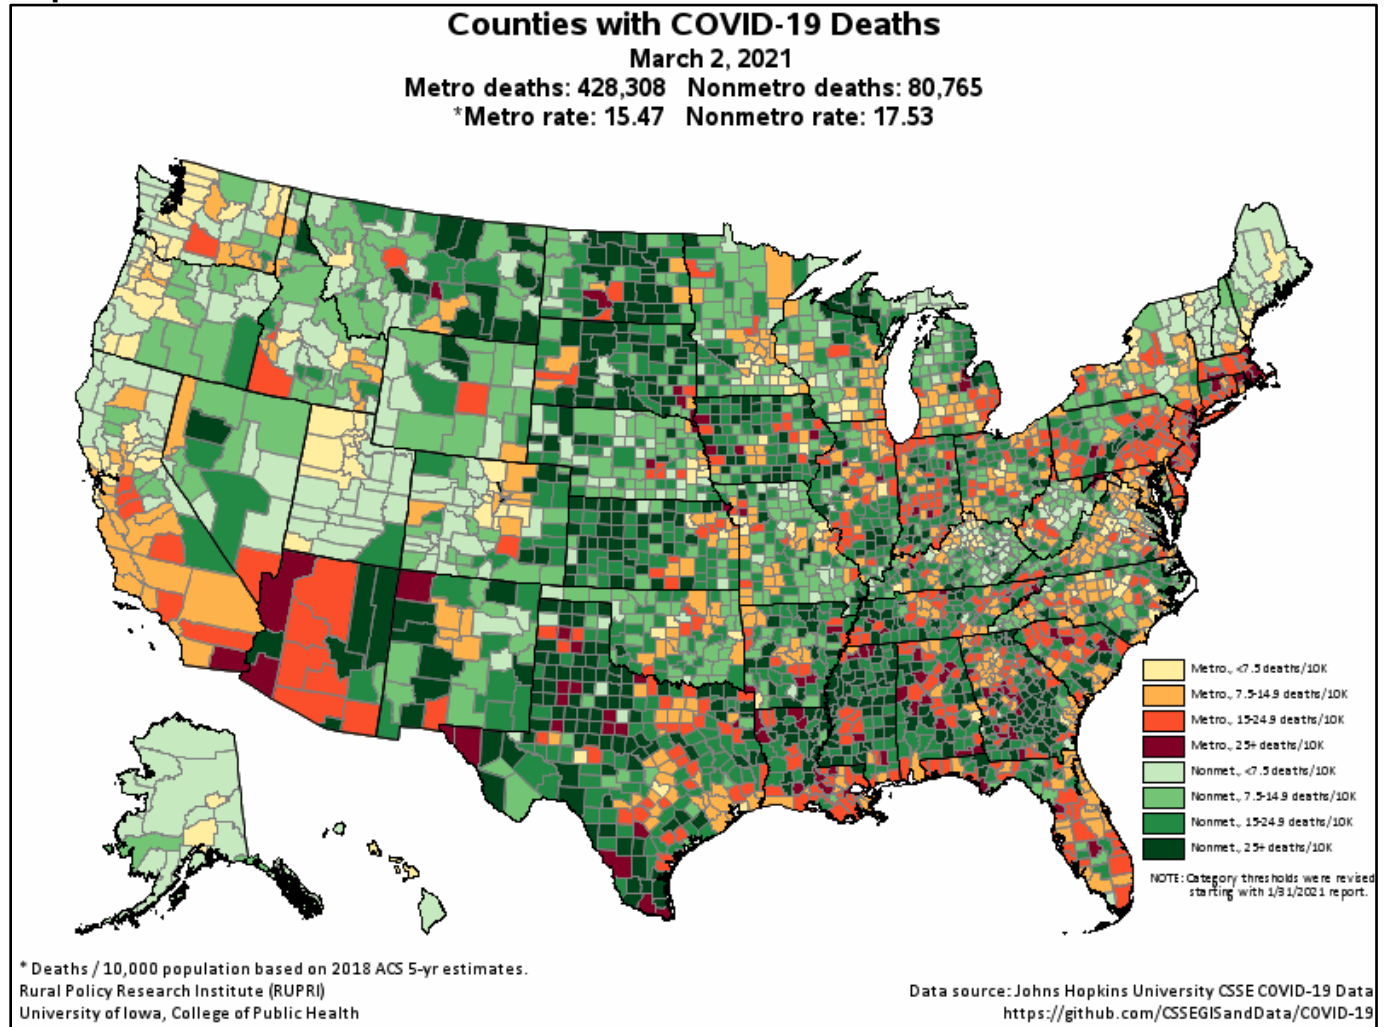 Counties with COVID-19 Deaths
March 2, 2021
Metro deaths: 428,308 Nonmetro deaths: 80,765
*Metro rate: 15.47 Nonmetro rate: 17.53
Metro., <7.5 deaths/10K
Metro., 7.5-14.9 deaths/10K
Metro., 15-24.9 deaths/10K
Metro., 25+ deaths/10K
Nonmet., <7.5 deaths/10K
Nonmet., 7.5-14.9 deaths/10K
Nonmet., 15-24.9 deaths/10K
Nonmet., 25+ deaths/10K
NOTE: Category thresholds were revised
starting with 1/31/2021 report.
* Deaths / 10,000 population based on 2018 ACS 5-yr estimates.
Rural Policy Research Institute (RUPRI)
University of Iowa, College of Public Health
Data source: Johns Hopkins University CSSE COVID-19 Data
https://github.com/CSSEGISandData/COVID-19